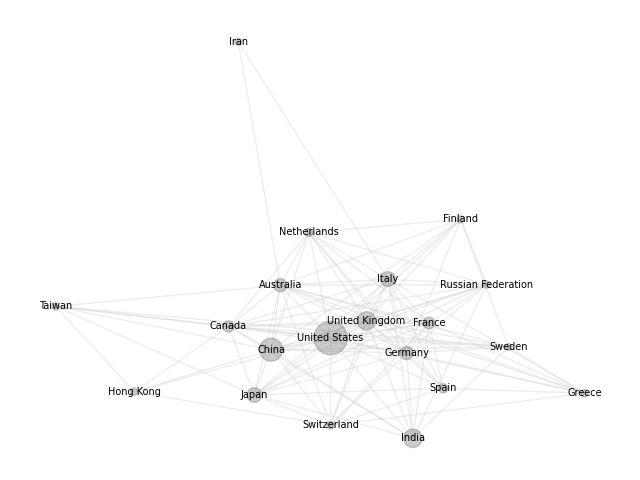 Iran
Finland
Netherlands
Italy
Australia
Russian Federation
Taiwan
United Kingdom
France
Canada
United States
Sweden
China
Germany
Spain
Hong Kong
Greece
Japan
Switzerland
India